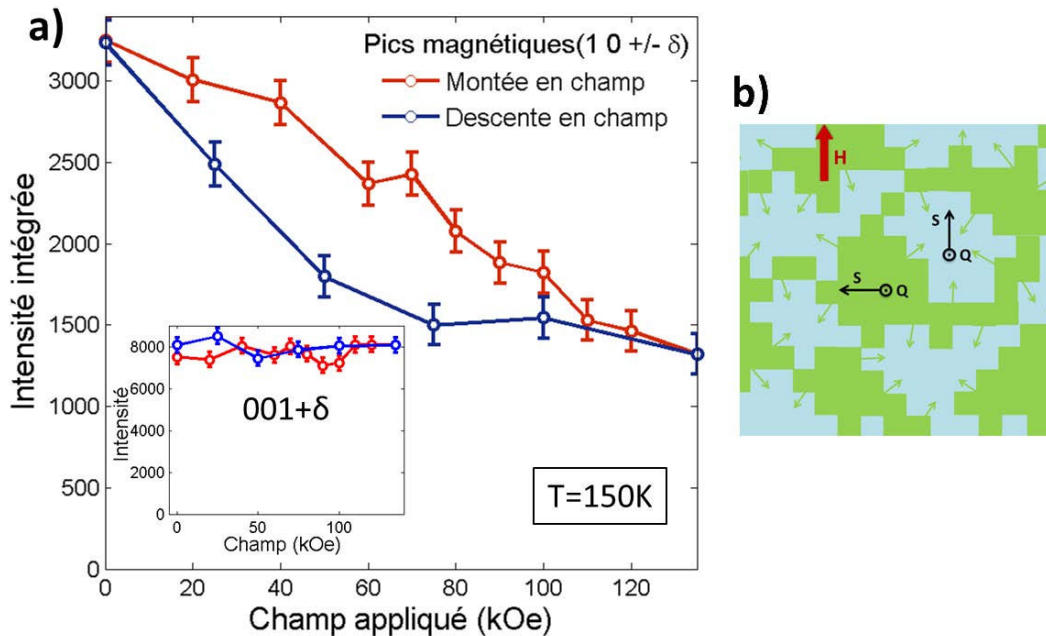 a)
Pics magnétiques(1 0 +/- δ)
Montée en champ
Descente en champ
Intensité intégrée
3000
2500
2000
1500
1000
500
0
0 20 40 60 80 100 120
Champ appliqué (kOe)
T=150K
001+δ
Intensité
8000
6000
4000
2000
0
0 50 100
Champ (kOe)
b)
H
S
Q
S
Q